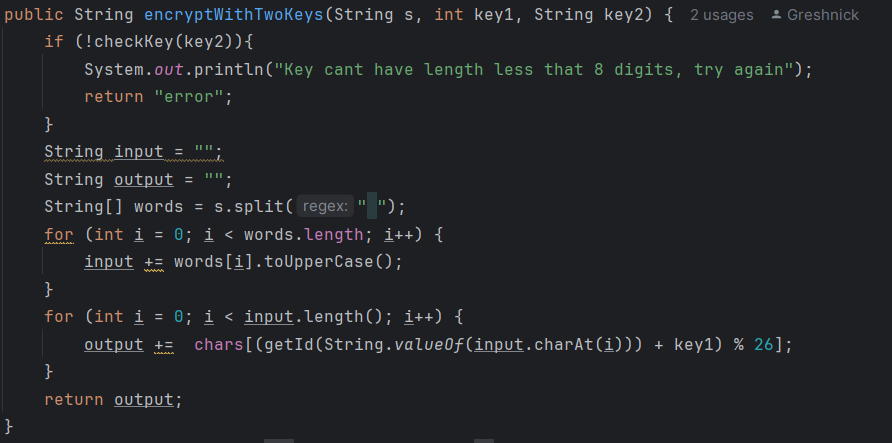 public String encryptWithTwoKeys(String s, int key1, String key2) { 2 usages Greshnick
if (!checkKey(key2)){
System.out.println("Key cant have length less that 8 digits, try again");
return "error";
}
String input = "";
String output = "";
String[] words = s.split( regex: " ");
for (int i = 0; i < words.length; i++) {
input += words[i].toUpperCase();
}
for (int i = 0; i < input.length(); i++) {
output +=  chars[(getId(String.valueOf(input.charAt(i))) + key1) % 26];
}
return output;
}